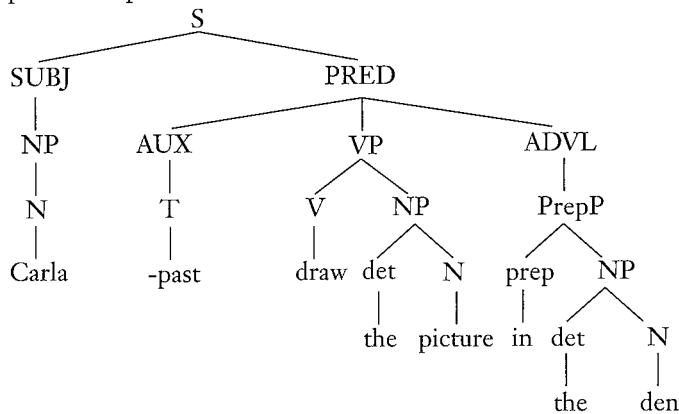 S
SUBJ PRED
NP AUX VP ADVL
N T V NP PrepP
Carla -past draw det N prep NP
the picture in det N
the den